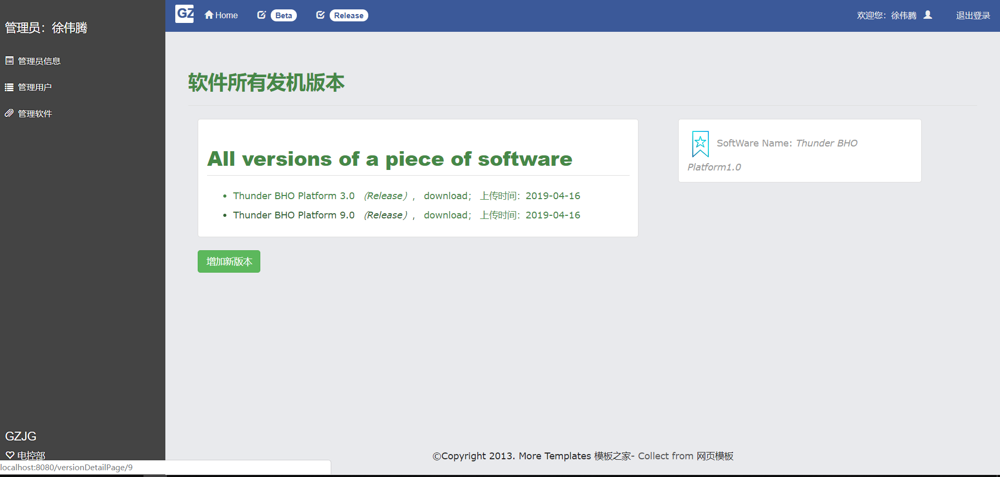 管理员：徐伟腾
管理员信息
管理用户
管理软件
GZJG
电控部
localhost:8080/versionDetailPage/9
GZ Home Beta Release 欢迎您：徐伟腾 退出登录
软件所有发机版本
All versions of a piece of software
Thunder BHO Platform 3.0 （Release）, download； 上传时间：2019-04-16
Thunder BHO Platform 9.0 （Release）, download； 上传时间：2019-04-16
增加新版本
SoftWare Name: Thunder BHO
Platform1.0
©Copyright 2013. More Templates 模板之家- Collect from 网页模板